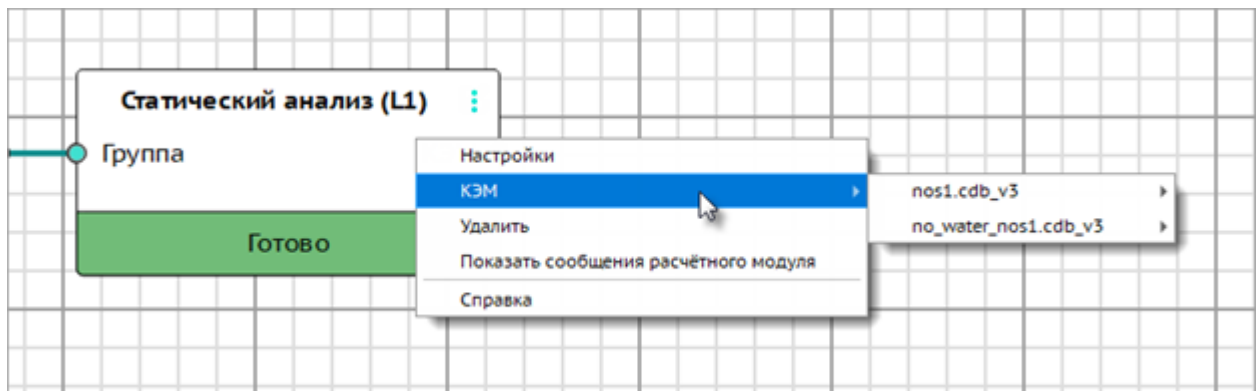 Статический анализ (L1)
Группа
Готово
Настройки
КЭМ
Удалить
Показать сообщения расчётного модуля
Справка
nos1.cdb_v3
no_water_nos1.cdb_v3